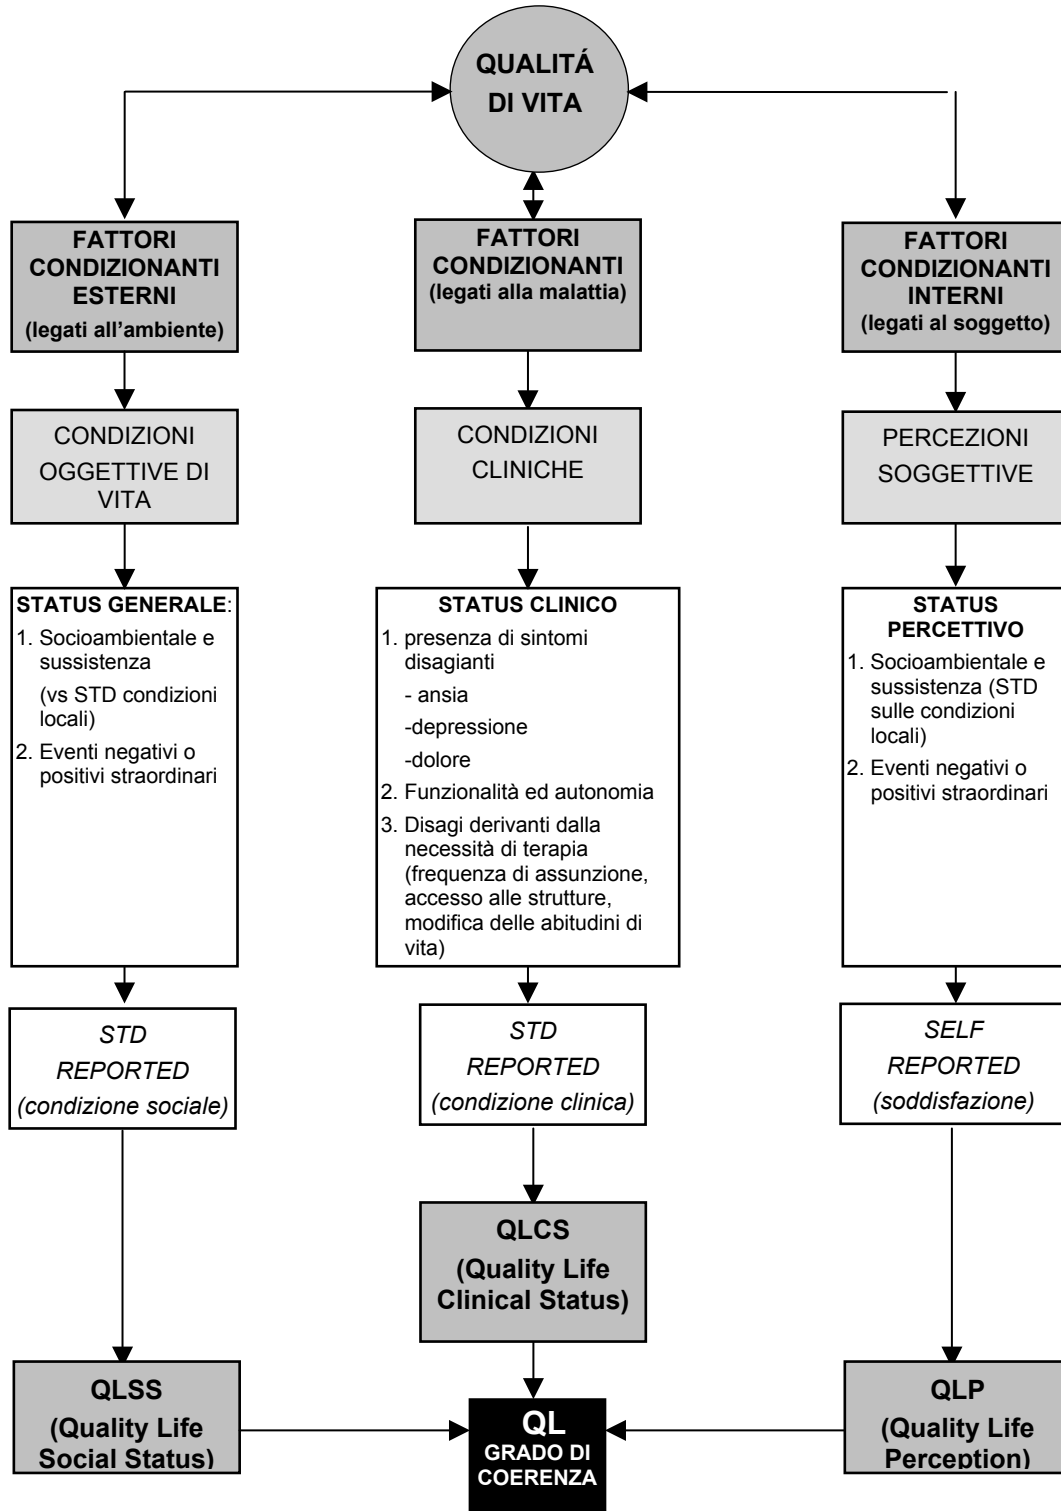 QUALITÁ
DI VITA
FATTORI
CONDIZIONANTI
ESTERNI
(legati all’ambiente)
FATTORI
CONDIZIONANTI
(legati alla malattia)
FATTORI
CONDIZIONANTI
INTERNI
(legati al soggetto)
CONDIZIONI
OGGETTIVE DI
VITA
CONDIZIONI
CLINICHE
PERCEZIONI
SOGGETTIVE
STATUS GENERALE:
1. Socioambientale e
sussistenza
(vs STD condizioni
locali)
2. Eventi negativi o
positivi straordinari
STATUS CLINICO
1. presenza di sintomi
disagianti
- ansia
-depressione
-dolore
2. Funzionalità ed autonomia
3. Disagi derivanti dalla
necessità di terapia
(frequenza di assunzione,
accesso alle strutture,
modifica delle abitudini di
vita)
STATUS
PERCETTIVO
1. Socioambientale e
sussistenza (STD
sulle condizioni
locali)
2. Eventi negativi o
positivi straordinari
STD
REPORTED
(condizione sociale)
STD
REPORTED
(condizione clinica)
SELF
REPORTED
(soddisfazione)
QLCS
(Quality Life
Clinical Status)
QLSS
(Quality Life
Social Status)
QL
GRADO DI
COERENZA
QLP
(Quality Life
Perception)